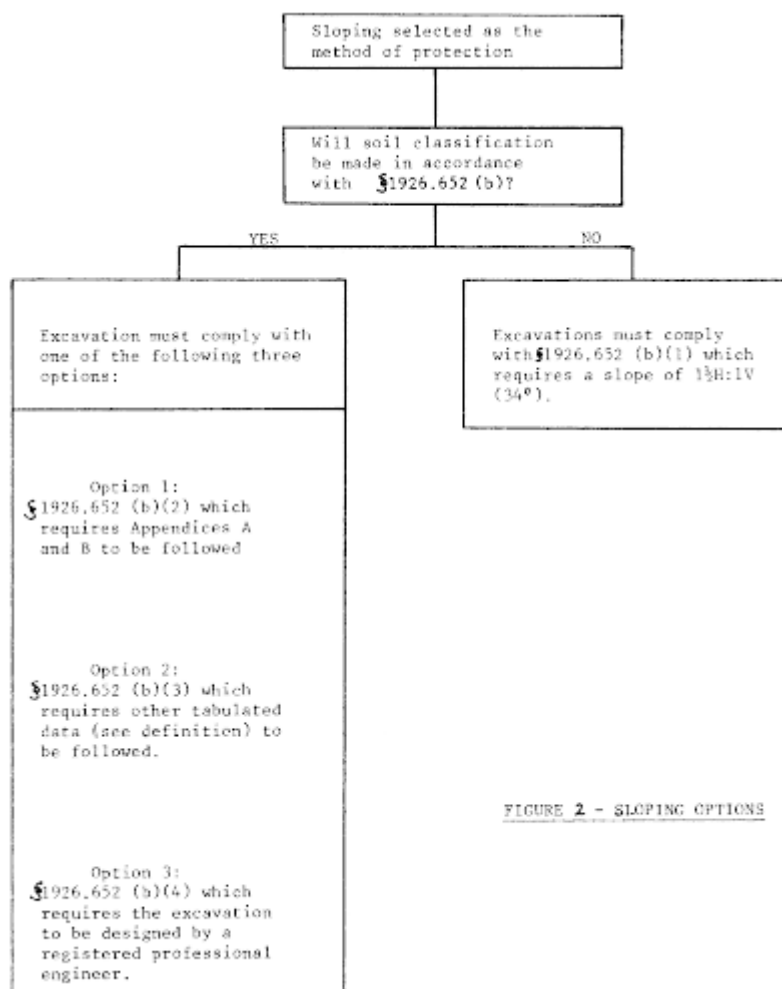 Sloping selected as the
method of protection
Will soil classification
be made in accordance
with §1926.652 (b)?
YES
NO
Excavation must comply with
one of the following three
options:
Excavations must comply
with §1926.652 (b)(1) which
requires a slope of 1½H:1V
(34°).
Option 1:
§1926.652 (b)(2) which
requires Appendices A
and B to be followed
Option 2:
§1926.652 (b)(3) which
requires other tabulated
data (see definition) to
be followed.
Option 3:
§1926.652 (b)(4) which
requires the excavation
to be designed by a
registered professional
engineer.
FIGURE 2 - SLOPING OPTIONS